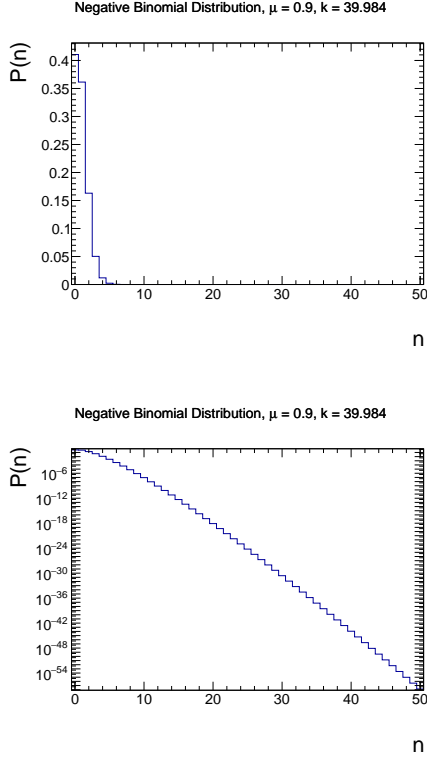 Negative Binomial Distribution, μ = 0.9, k = 39.984
P(n)
0.4
0.35
0.3
0.25
0.2
0.15
0.1
0.05
0
0 10 20 30 40 50
n
Negative Binomial Distribution, μ = 0.9, k = 39.984
P(n)
10⁻⁶
10⁻¹²
10⁻¹⁸
10⁻²⁴
10⁻³⁰
10⁻³⁶
10⁻⁴²
10⁻⁴⁸
10⁻⁵⁴
0 10 20 30 40 50
n